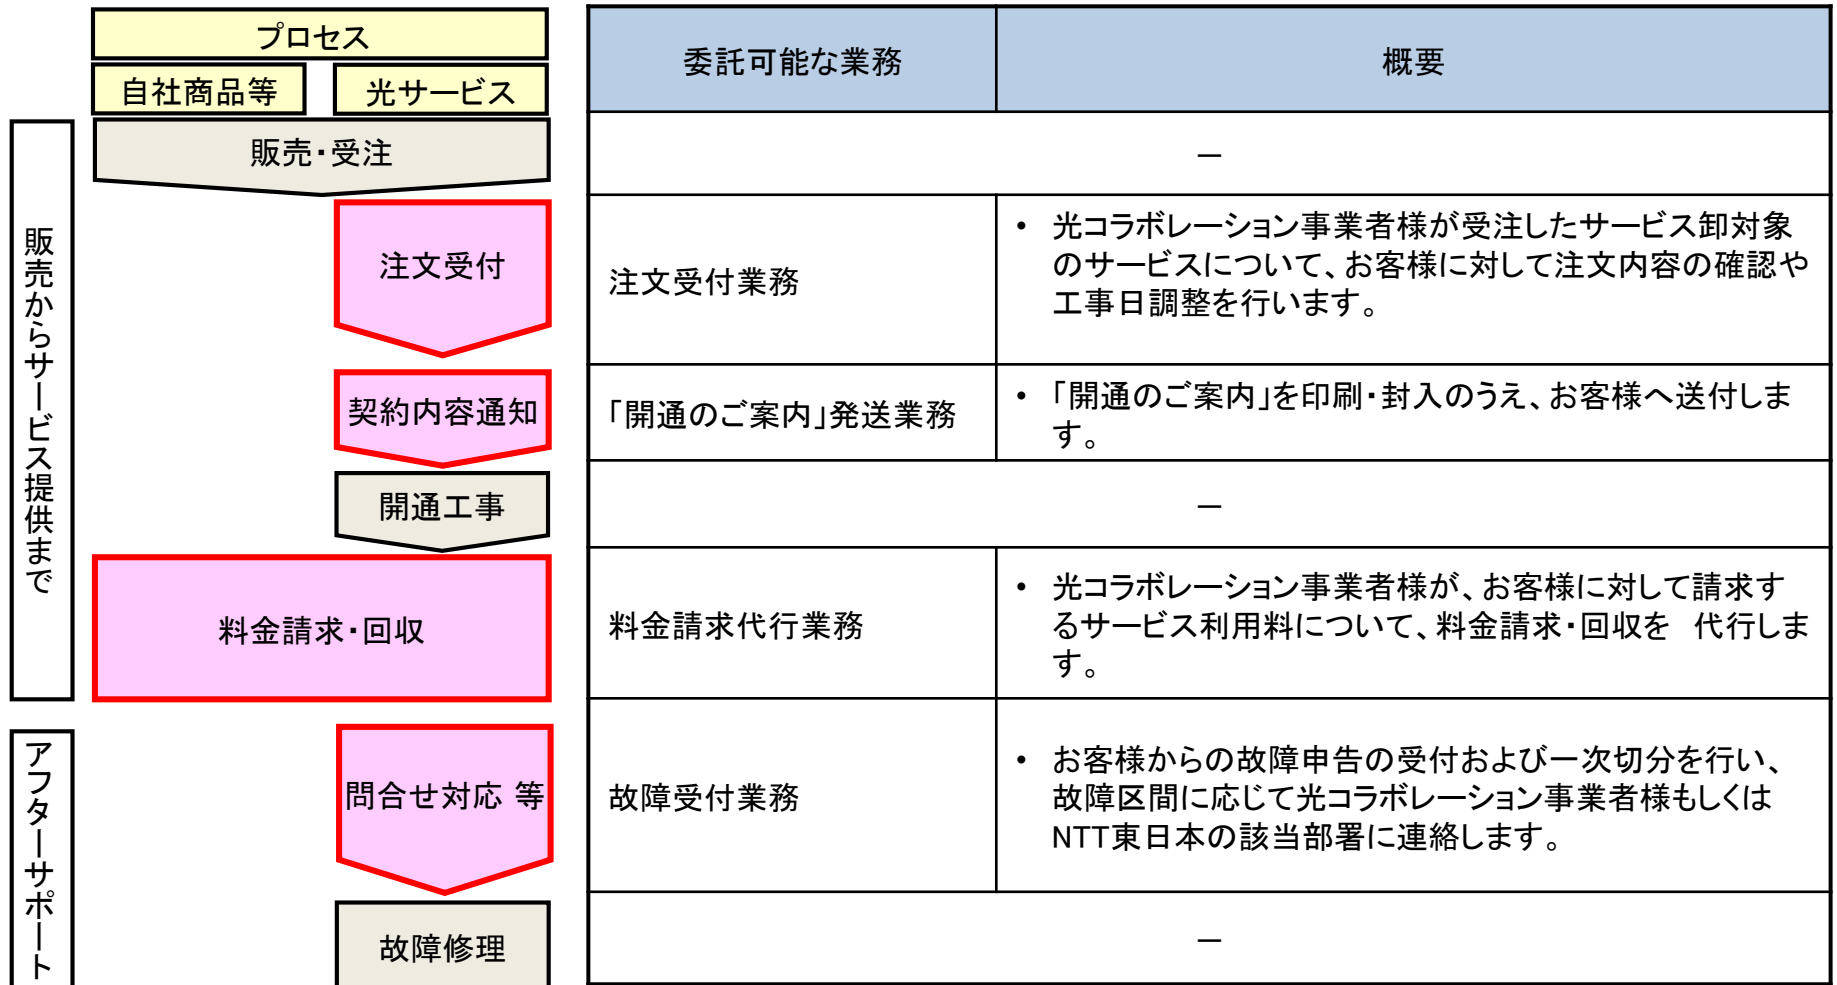 プロセス
自社商品等
光サービス
委託可能な業務
概要
販売からサービス提供まで
販売・受注
－
注文受付
注文受付業務
• 光コラボレーション事業者様が受注したサービス卸対象
のサービスについて、お客様に対して注文内容の確認や
工事日調整を行います。
契約内容通知
「開通のご案内」発送業務
• 「開通のご案内」を印刷・封入のうえ、お客様へ送付しま
す。
開通工事
－
料金請求・回収
料金請求代行業務
• 光コラボレーション事業者様が、お客様に対して請求す
るサービス利用料について、料金請求・回収を　代行しま
す。
アフターサポート
問合せ対応 等
故障受付業務
• お客様からの故障申告の受付および一次切分を行い、
故障区間に応じて光コラボレーション事業者様もしくは
NTT東日本の該当部署に連絡します。
故障修理
－